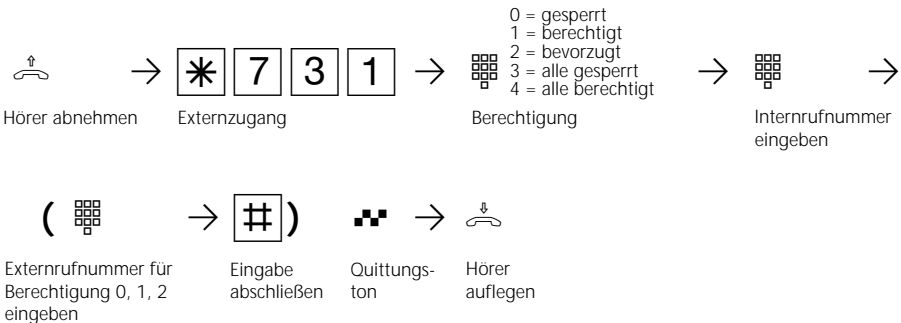 0 = gesperrt
1 = berechtigt
2 = bevorzugt
3 = alle gesperrt
4 = alle berechtigt
* 7 3 1
Hörer abnehmen
Externzugang
Berechtigung
Internrufnummer
eingeben
( # )
Externrufnummer für
Berechtigung 0, 1, 2
eingeben
Eingabe
abschließen
Quittungs-
ton
Hörer
auflegen